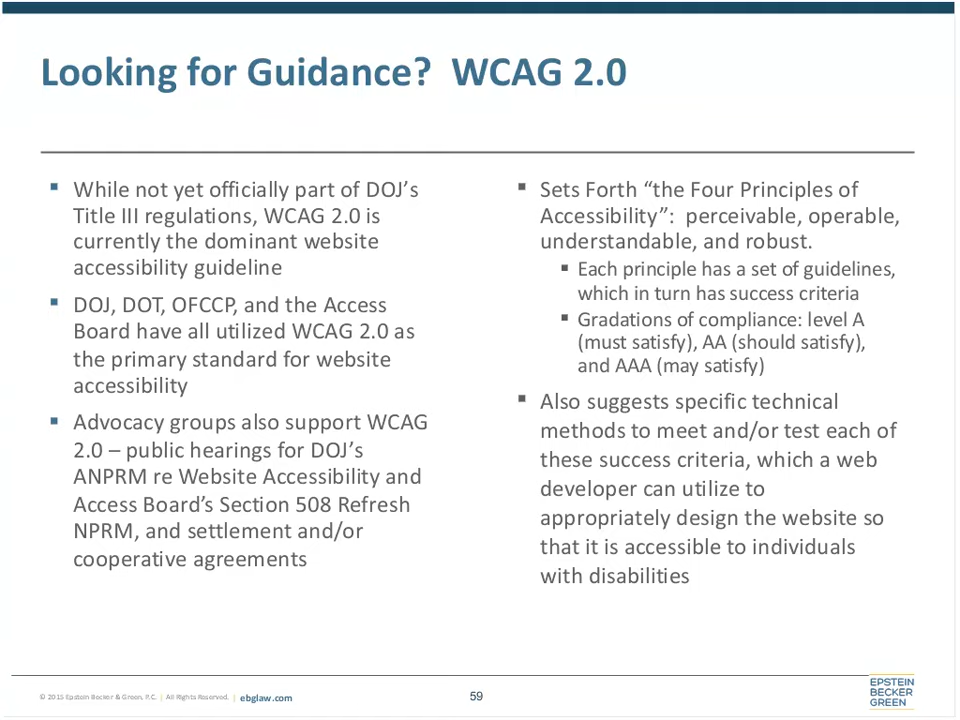 Looking for Guidance?  WCAG 2.0
▪ While not yet officially part of DOJ’s
Title III regulations, WCAG 2.0 is
currently the dominant website
accessibility guideline
▪ DOJ, DOT, OFCCP, and the Access
Board have all utilized WCAG 2.0 as
the primary standard for website
accessibility
▪ Advocacy groups also support WCAG
2.0 – public hearings for DOJ’s
ANPRM re Website Accessibility and
Access Board’s Section 508 Refresh
NPRM, and settlement and/or
cooperative agreements
▪ Sets Forth “the Four Principles of
Accessibility”:  perceivable, operable,
understandable, and robust.
▪ Each principle has a set of guidelines,
which in turn has success criteria
▪ Gradations of compliance: level A
(must satisfy), AA (should satisfy),
and AAA (may satisfy)
▪ Also suggests specific technical
methods to meet and/or test each of
these success criteria, which a web
developer can utilize to
appropriately design the website so
that it is accessible to individuals
with disabilities
© 2015 Epstein Becker & Green, P.C. | All Rights Reserved. | ebglaw.com
59
EPSTEIN
BECKER
GREEN